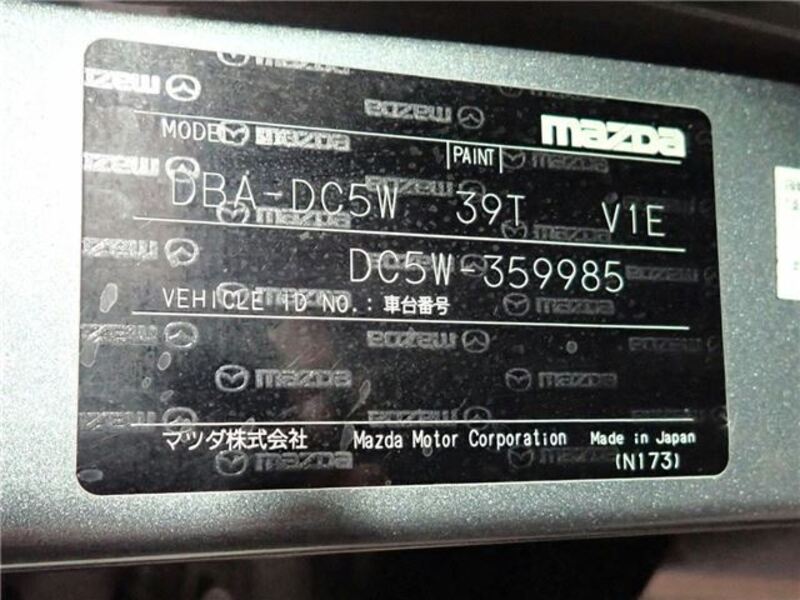 mazda
MODEL
PAINT
DBA-DC5W 39T V1E
DC5W-359985
VEHICLE ID NO.: 車台番号
マツダ株式会社 Mazda Motor Corporation Made in Japan
(N173)